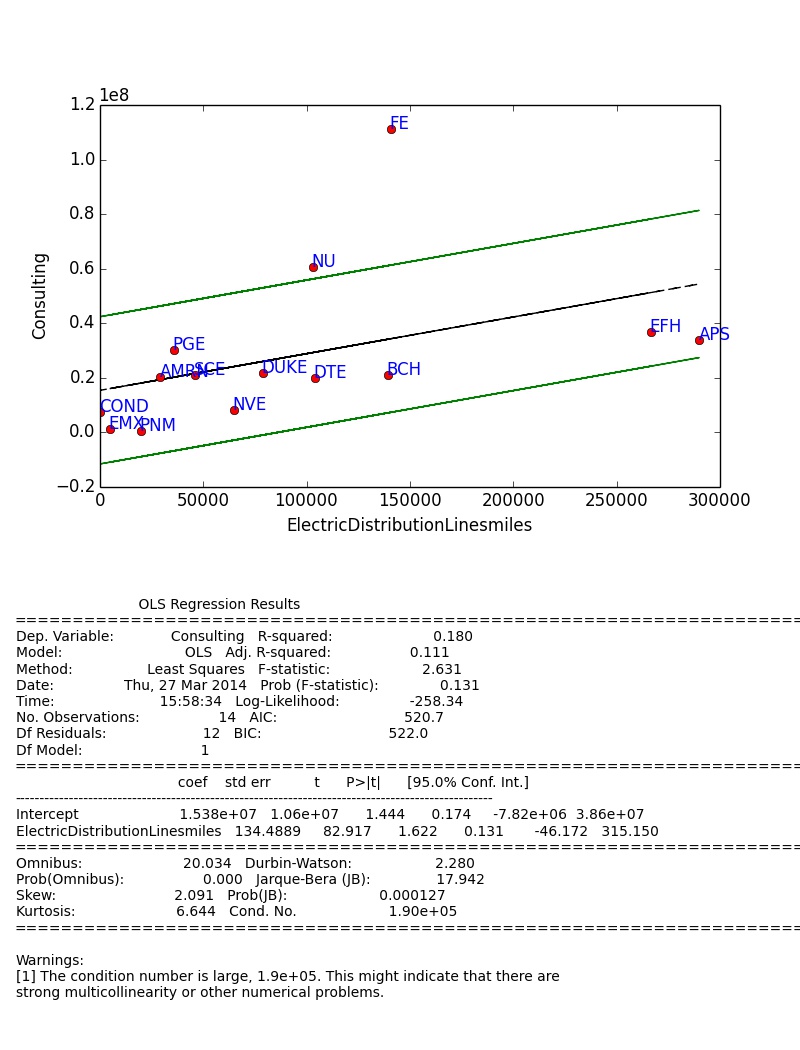 1e8
1.2
1.0
0.8
0.6
0.4
0.2
0.0
−0.2
Consulting
FE
NU
PGE
EFH
APS
AMRN
SCE
DUKE
DTE
BCH
COND
NVE
EMX
PNM
0 50000 100000 150000 200000 250000 300000
ElectricDistributionLinesmiles
OLS Regression Results
==============================================================================
Dep. Variable: Consulting R-squared: 0.180
Model: OLS Adj. R-squared: 0.111
Method: Least Squares F-statistic: 2.631
Date: Thu, 27 Mar 2014 Prob (F-statistic): 0.131
Time: 15:58:34 Log-Likelihood: -258.34
No. Observations: 14 AIC: 520.7
Df Residuals: 12 BIC: 522.0
Df Model: 1
==============================================================================
coef std err t P>|t| [95.0% Conf. Int.]
------------------------------------------------------------------------------
Intercept 1.538e+07 1.06e+07 1.444 0.174 -7.82e+06 3.86e+07
ElectricDistributionLinesmiles 134.4889 82.917 1.622 0.131 -46.172 315.150
==============================================================================
Omnibus: 20.034 Durbin-Watson: 2.280
Prob(Omnibus): 0.000 Jarque-Bera (JB): 17.942
Skew: 2.091 Prob(JB): 0.000127
Kurtosis: 6.644 Cond. No. 1.90e+05
==============================================================================
Warnings:
[1] The condition number is large, 1.9e+05. This might indicate that there are
strong multicollinearity or other numerical problems.